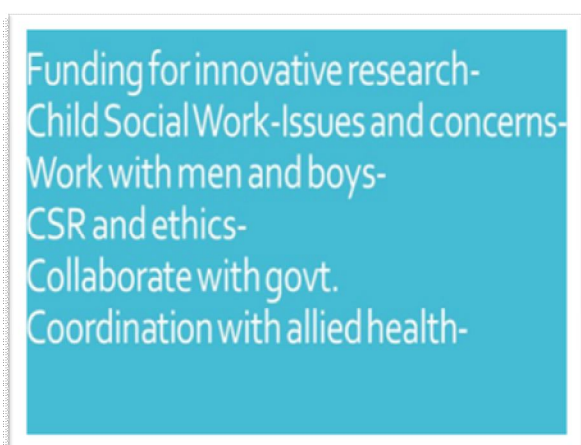 Funding for innovative research-
Child Social Work-Issues and concerns-
Work with men and boys-
CSR and ethics-
Collaborate with govt.
Coordination with allied health-